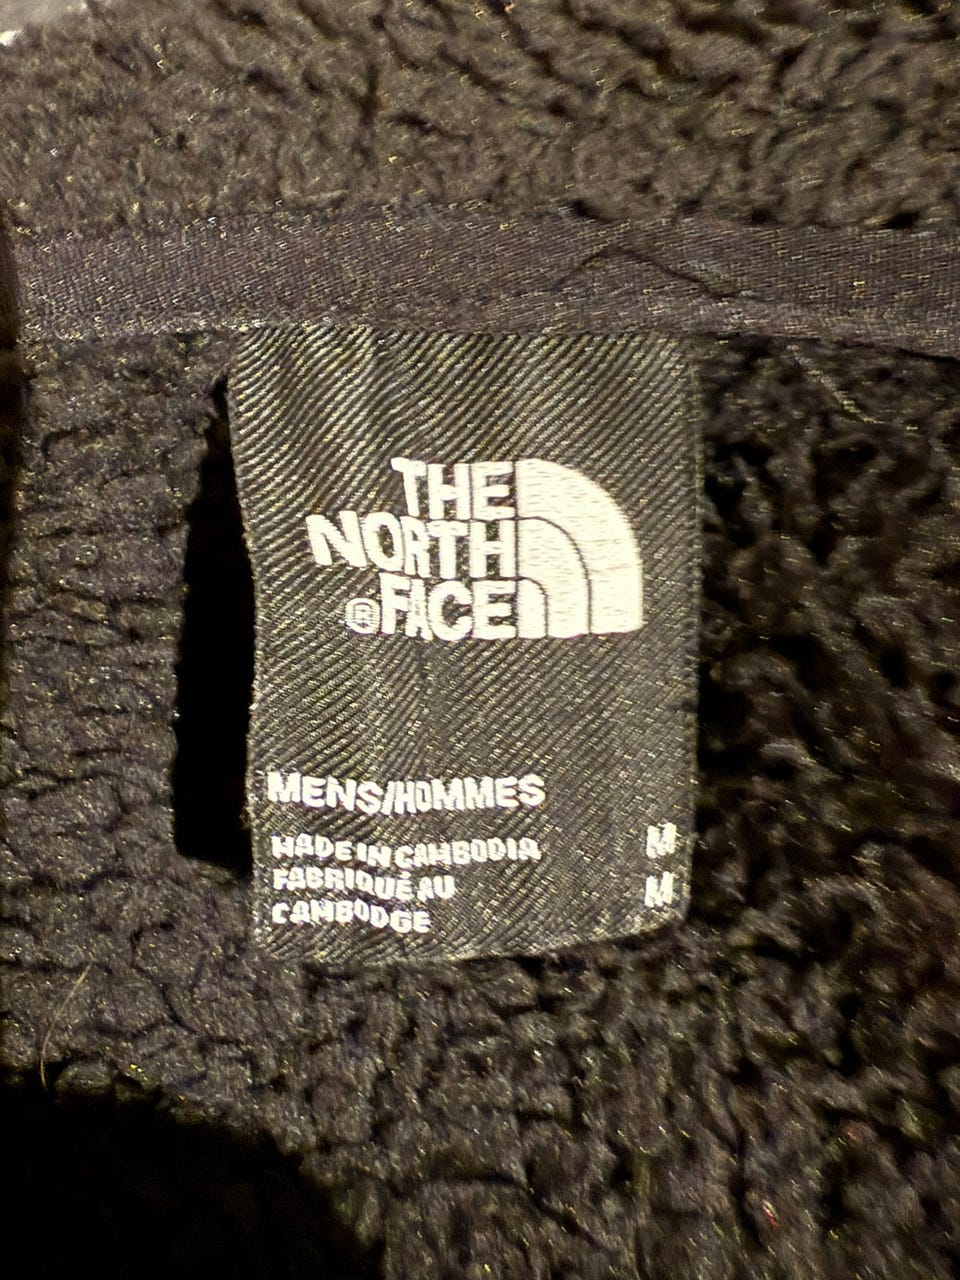 THE
NORTH
®FACE
MENS/HOMMES
MADE IN CAMBODIA M
FABRIQUÉ AU M
CAMBODGE